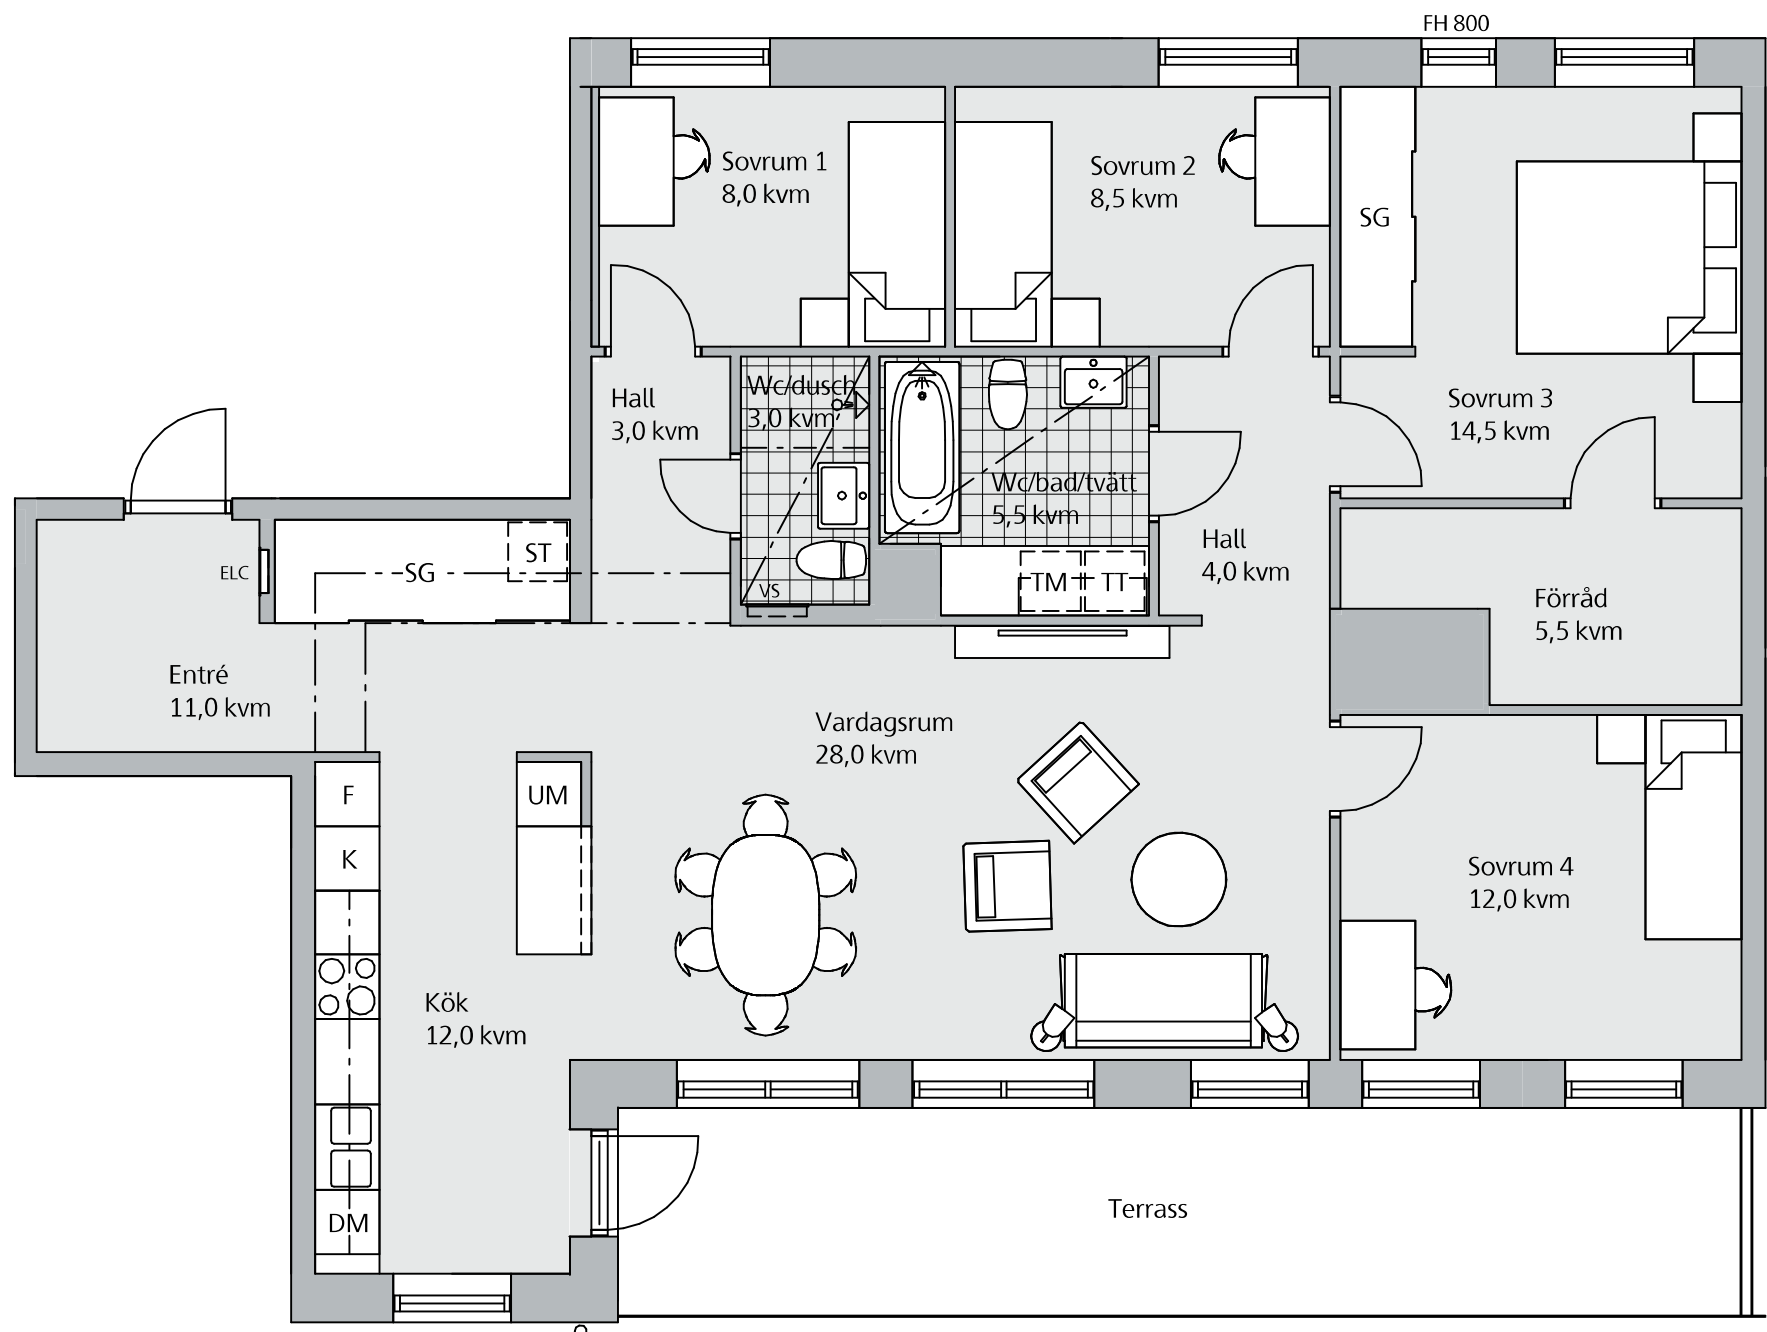 FH 800
Sovrum 1
8,0 kvm
Sovrum 2
8,5 kvm
SG
Sovrum 3
14,5 kvm
Hall
3,0 kvm
Wc/dusch
3,0 kvm
Wc/bad/tvätt
5,5 kvm
Hall
4,0 kvm
ELC
SG
ST
VS
TM
TT
Förråd
5,5 kvm
Entré
11,0 kvm
Vardagsrum
28,0 kvm
F
UM
K
Sovrum 4
12,0 kvm
Kök
12,0 kvm
DM
Terrass